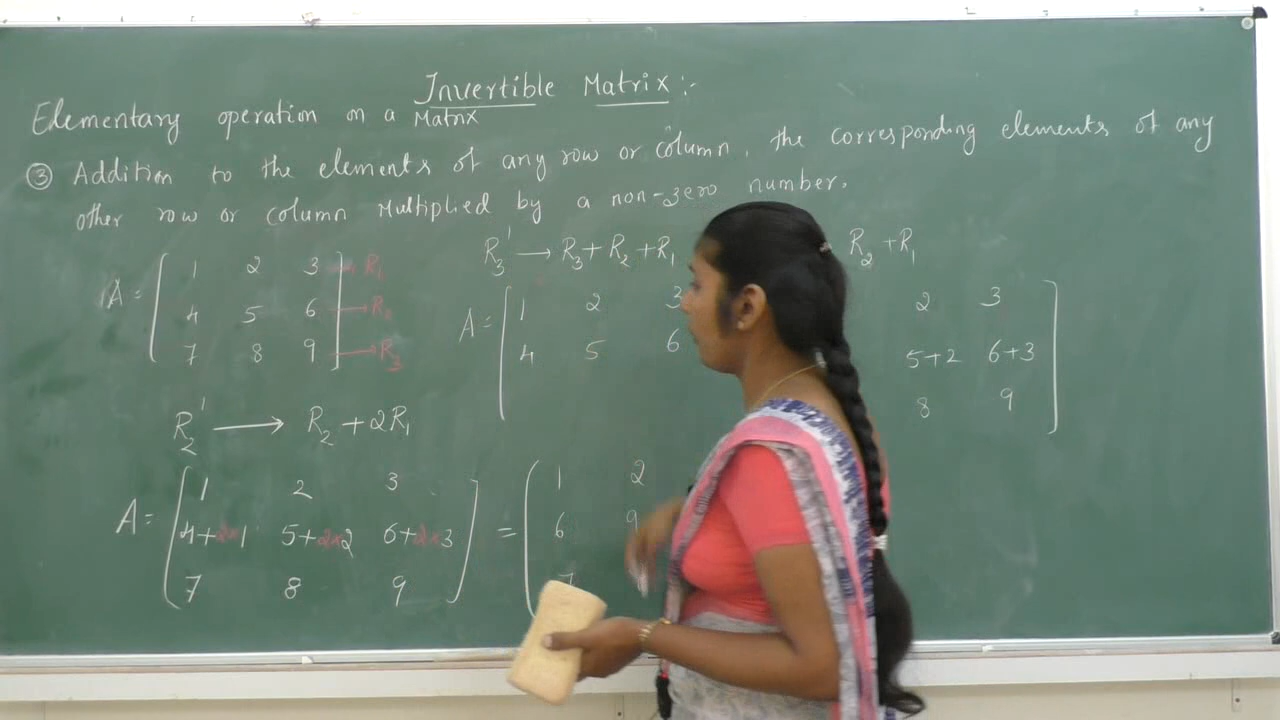 Invertible Matrix:-
Elementary operation on a Matrix
③ Addition to the elements of any row or column, the corresponding elements of any
other row or column Multiplied by a non-zero number.
A = [ 1 2 3 ] → R₁
4 5 6 → R₂
7 8 9 → R₃
R₂' → R₂ + 2R₁
A = [ 1 2 3 ]
4+2×1 5+2×2 6+2×3
7 8 9
= [ 1 2
6 9
7
R₃' → R₃ + R₂ + R₁
A = [ 1 2 3
4 5 6
R₂ + R₁
2 3 ]
5+2 6+3
8 9